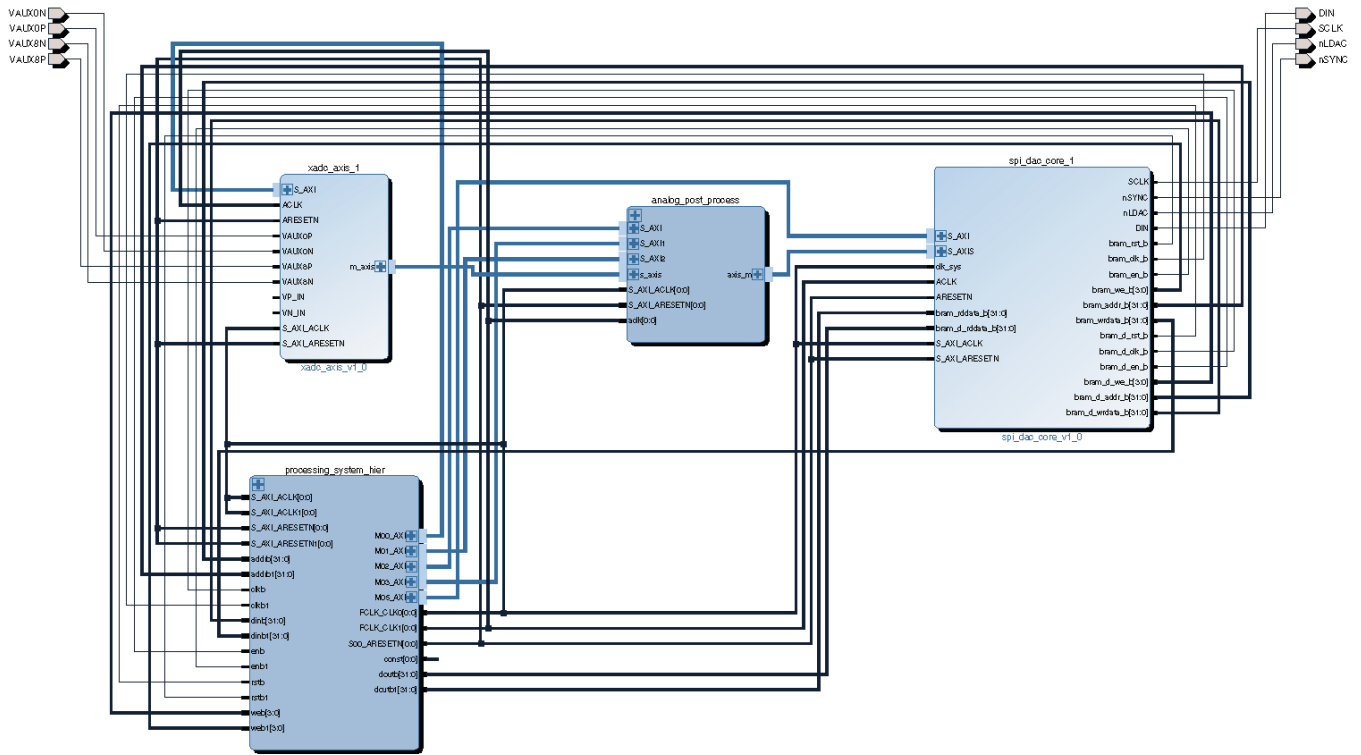 VAUX0N
VAUX0P
VAUX8N
VAUX8P
DIN
SCLK
nLDAC
nSYNC
xadc_axis_1
S_AXI
ACLK
ARESETN
VAUX0P
VAUX0N
VAUX8P
VAUX8N
VP_IN
VN_IN
S_AXI_ACLK
S_AXI_ARESETN
m_axis
xadc_axis_v1_0
analog_post_process
S_AXI
S_AXI1
S_AXI2
s_axis
S_AXI_ACLK[0:0]
S_AXI_ARESETN[0:0]
aclk[0:0]
axis_m
spi_dac_core_1
S_AXI
S_AXIS
clk_sys
ACLK
ARESETN
bram_rddata_b[31:0]
bram_d_rddata_b[31:0]
S_AXI_ACLK
S_AXI_ARESETN
SCLK
nSYNC
nLDAC
DIN
bram_rst_b
bram_clk_b
bram_en_b
bram_we_b[3:0]
bram_addr_b[31:0]
bram_wrdata_b[31:0]
bram_d_rst_b
bram_d_clk_b
bram_d_en_b
bram_d_we_b[3:0]
bram_d_addr_b[31:0]
bram_d_wrdata_b[31:0]
spi_dac_core_v1_0
processing_system_hier
S_AXI_ACLK[0:0]
S_AXI_ACLK1[0:0]
S_AXI_ARESETN[0:0]
S_AXI_ARESETN1[0:0]
addrb[31:0]
addrb1[31:0]
clkb
clkb1
dinb[31:0]
dinb1[31:0]
enb
enb1
rstb
rstb1
web[3:0]
web1[3:0]
M00_AXI
M01_AXI
M02_AXI
M03_AXI
M05_AXI
FCLK_CLK0[0:0]
FCLK_CLK1[0:0]
S00_ARESETN[0:0]
const[0:0]
doutb[31:0]
doutb1[31:0]